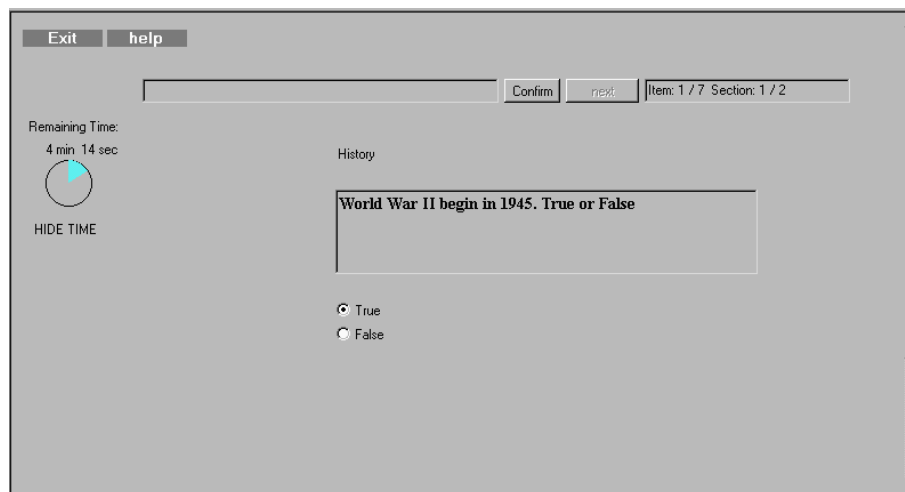 Exit help
Confirm next Item: 1 / 7 Section: 1 / 2
Remaining Time:
4 min 14 sec
HIDE TIME
History
World War II begin in 1945. True or False
True
False